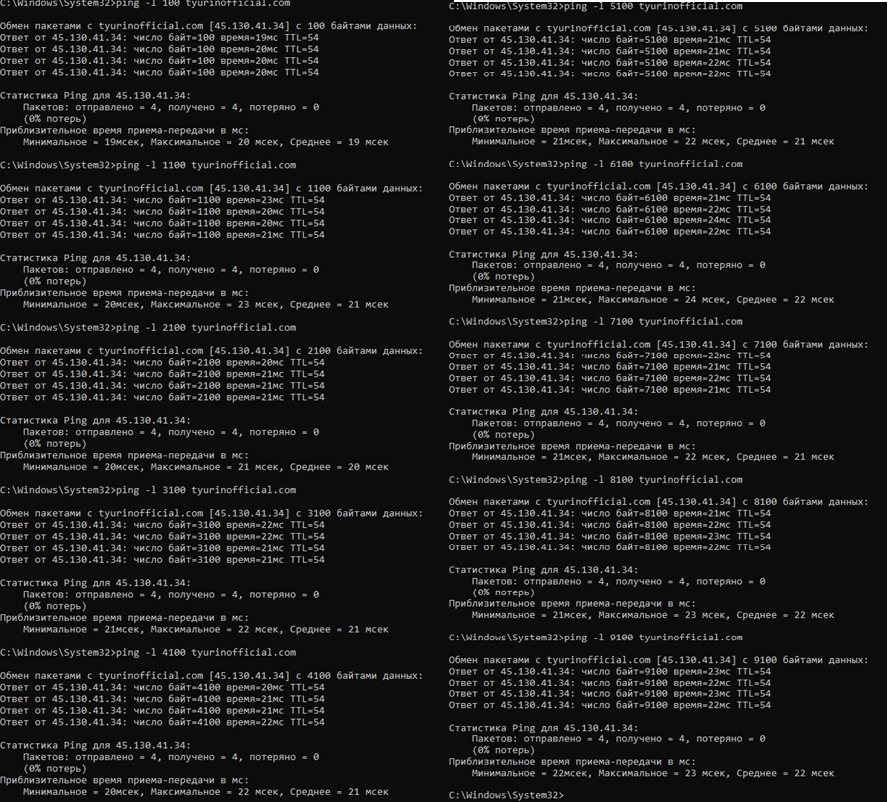 C:\Windows\System32>ping -l 100 tyurinofficial.com
Обмен пакетами с tyurinofficial.com [45.130.41.34] с 100 байтами данных:
Ответ от 45.130.41.34: число байт=100 время=19мс TTL=54
Ответ от 45.130.41.34: число байт=100 время=20мс TTL=54
Ответ от 45.130.41.34: число байт=100 время=20мс TTL=54
Ответ от 45.130.41.34: число байт=100 время=20мс TTL=54
Статистика Ping для 45.130.41.34:
Пакетов: отправлено = 4, получено = 4, потеряно = 0
(0% потерь)
Приблизительное время приема-передачи в мс:
Минимальное = 19мсек, Максимальное = 20 мсек, Среднее = 19 мсек
C:\Windows\System32>ping -l 1100 tyurinofficial.com
Обмен пакетами с tyurinofficial.com [45.130.41.34] с 1100 байтами данных:
Ответ от 45.130.41.34: число байт=1100 время=23мс TTL=54
Ответ от 45.130.41.34: число байт=1100 время=20мс TTL=54
Ответ от 45.130.41.34: число байт=1100 время=20мс TTL=54
Ответ от 45.130.41.34: число байт=1100 время=21мс TTL=54
Статистика Ping для 45.130.41.34:
Пакетов: отправлено = 4, получено = 4, потеряно = 0
(0% потерь)
Приблизительное время приема-передачи в мс:
Минимальное = 20мсек, Максимальное = 23 мсек, Среднее = 21 мсек
C:\Windows\System32>ping -l 2100 tyurinofficial.com
Обмен пакетами с tyurinofficial.com [45.130.41.34] с 2100 байтами данных:
Ответ от 45.130.41.34: число байт=2100 время=20мс TTL=54
Ответ от 45.130.41.34: число байт=2100 время=21мс TTL=54
Ответ от 45.130.41.34: число байт=2100 время=21мс TTL=54
Ответ от 45.130.41.34: число байт=2100 время=21мс TTL=54
Статистика Ping для 45.130.41.34:
Пакетов: отправлено = 4, получено = 4, потеряно = 0
(0% потерь)
Приблизительное время приема-передачи в мс:
Минимальное = 20мсек, Максимальное = 21 мсек, Среднее = 20 мсек
C:\Windows\System32>ping -l 3100 tyurinofficial.com
Обмен пакетами с tyurinofficial.com [45.130.41.34] с 3100 байтами данных:
Ответ от 45.130.41.34: число байт=3100 время=22мс TTL=54
Ответ от 45.130.41.34: число байт=3100 время=22мс TTL=54
Ответ от 45.130.41.34: число байт=3100 время=21мс TTL=54
Ответ от 45.130.41.34: число байт=3100 время=21мс TTL=54
Статистика Ping для 45.130.41.34:
Пакетов: отправлено = 4, получено = 4, потеряно = 0
(0% потерь)
Приблизительное время приема-передачи в мс:
Минимальное = 21мсек, Максимальное = 22 мсек, Среднее = 21 мсек
C:\Windows\System32>ping -l 4100 tyurinofficial.com
Обмен пакетами с tyurinofficial.com [45.130.41.34] с 4100 байтами данных:
Ответ от 45.130.41.34: число байт=4100 время=20мс TTL=54
Ответ от 45.130.41.34: число байт=4100 время=21мс TTL=54
Ответ от 45.130.41.34: число байт=4100 время=21мс TTL=54
Ответ от 45.130.41.34: число байт=4100 время=22мс TTL=54
Статистика Ping для 45.130.41.34:
Пакетов: отправлено = 4, получено = 4, потеряно = 0
(0% потерь)
Приблизительное время приема-передачи в мс:
Минимальное = 20мсек, Максимальное = 22 мсек, Среднее = 21 мсек
C:\Windows\System32>ping -l 5100 tyurinofficial.com
Обмен пакетами с tyurinofficial.com [45.130.41.34] с 5100 байтами данных:
Ответ от 45.130.41.34: число байт=5100 время=21мс TTL=54
Ответ от 45.130.41.34: число байт=5100 время=21мс TTL=54
Ответ от 45.130.41.34: число байт=5100 время=22мс TTL=54
Ответ от 45.130.41.34: число байт=5100 время=22мс TTL=54
Статистика Ping для 45.130.41.34:
Пакетов: отправлено = 4, получено = 4, потеряно = 0
(0% потерь)
Приблизительное время приема-передачи в мс:
Минимальное = 21мсек, Максимальное = 22 мсек, Среднее = 21 мсек
C:\Windows\System32>ping -l 6100 tyurinofficial.com
Обмен пакетами с tyurinofficial.com [45.130.41.34] с 6100 байтами данных:
Ответ от 45.130.41.34: число байт=6100 время=21мс TTL=54
Ответ от 45.130.41.34: число байт=6100 время=22мс TTL=54
Ответ от 45.130.41.34: число байт=6100 время=24мс TTL=54
Ответ от 45.130.41.34: число байт=6100 время=22мс TTL=54
Статистика Ping для 45.130.41.34:
Пакетов: отправлено = 4, получено = 4, потеряно = 0
(0% потерь)
Приблизительное время приема-передачи в мс:
Минимальное = 21мсек, Максимальное = 24 мсек, Среднее = 22 мсек
C:\Windows\System32>ping -l 7100 tyurinofficial.com
Обмен пакетами с tyurinofficial.com [45.130.41.34] с 7100 байтами данных:
Ответ от 45.130.41.34: число байт=7100 время=22мс TTL=54
Ответ от 45.130.41.34: число байт=7100 время=21мс TTL=54
Ответ от 45.130.41.34: число байт=7100 время=22мс TTL=54
Ответ от 45.130.41.34: число байт=7100 время=22мс TTL=54
Статистика Ping для 45.130.41.34:
Пакетов: отправлено = 4, получено = 4, потеряно = 0
(0% потерь)
Приблизительное время приема-передачи в мс:
Минимальное = 21мсек, Максимальное = 22 мсек, Среднее = 21 мсек
C:\Windows\System32>ping -l 8100 tyurinofficial.com
Обмен пакетами с tyurinofficial.com [45.130.41.34] с 8100 байтами данных:
Ответ от 45.130.41.34: число байт=8100 время=21мс TTL=54
Ответ от 45.130.41.34: число байт=8100 время=22мс TTL=54
Ответ от 45.130.41.34: число байт=8100 время=23мс TTL=54
Ответ от 45.130.41.34: число байт=8100 время=22мс TTL=54
Статистика Ping для 45.130.41.34:
Пакетов: отправлено = 4, получено = 4, потеряно = 0
(0% потерь)
Приблизительное время приема-передачи в мс:
Минимальное = 21мсек, Максимальное = 23 мсек, Среднее = 22 мсек
C:\Windows\System32>ping -l 9100 tyurinofficial.com
Обмен пакетами с tyurinofficial.com [45.130.41.34] с 9100 байтами данных:
Ответ от 45.130.41.34: число байт=9100 время=23мс TTL=54
Ответ от 45.130.41.34: число байт=9100 время=22мс TTL=54
Ответ от 45.130.41.34: число байт=9100 время=23мс TTL=54
Ответ от 45.130.41.34: число байт=9100 время=22мс TTL=54
Статистика Ping для 45.130.41.34:
Пакетов: отправлено = 4, получено = 4, потеряно = 0
(0% потерь)
Приблизительное время приема-передачи в мс:
Минимальное = 22мсек, Максимальное = 23 мсек, Среднее = 22 мсек
C:\Windows\System32>